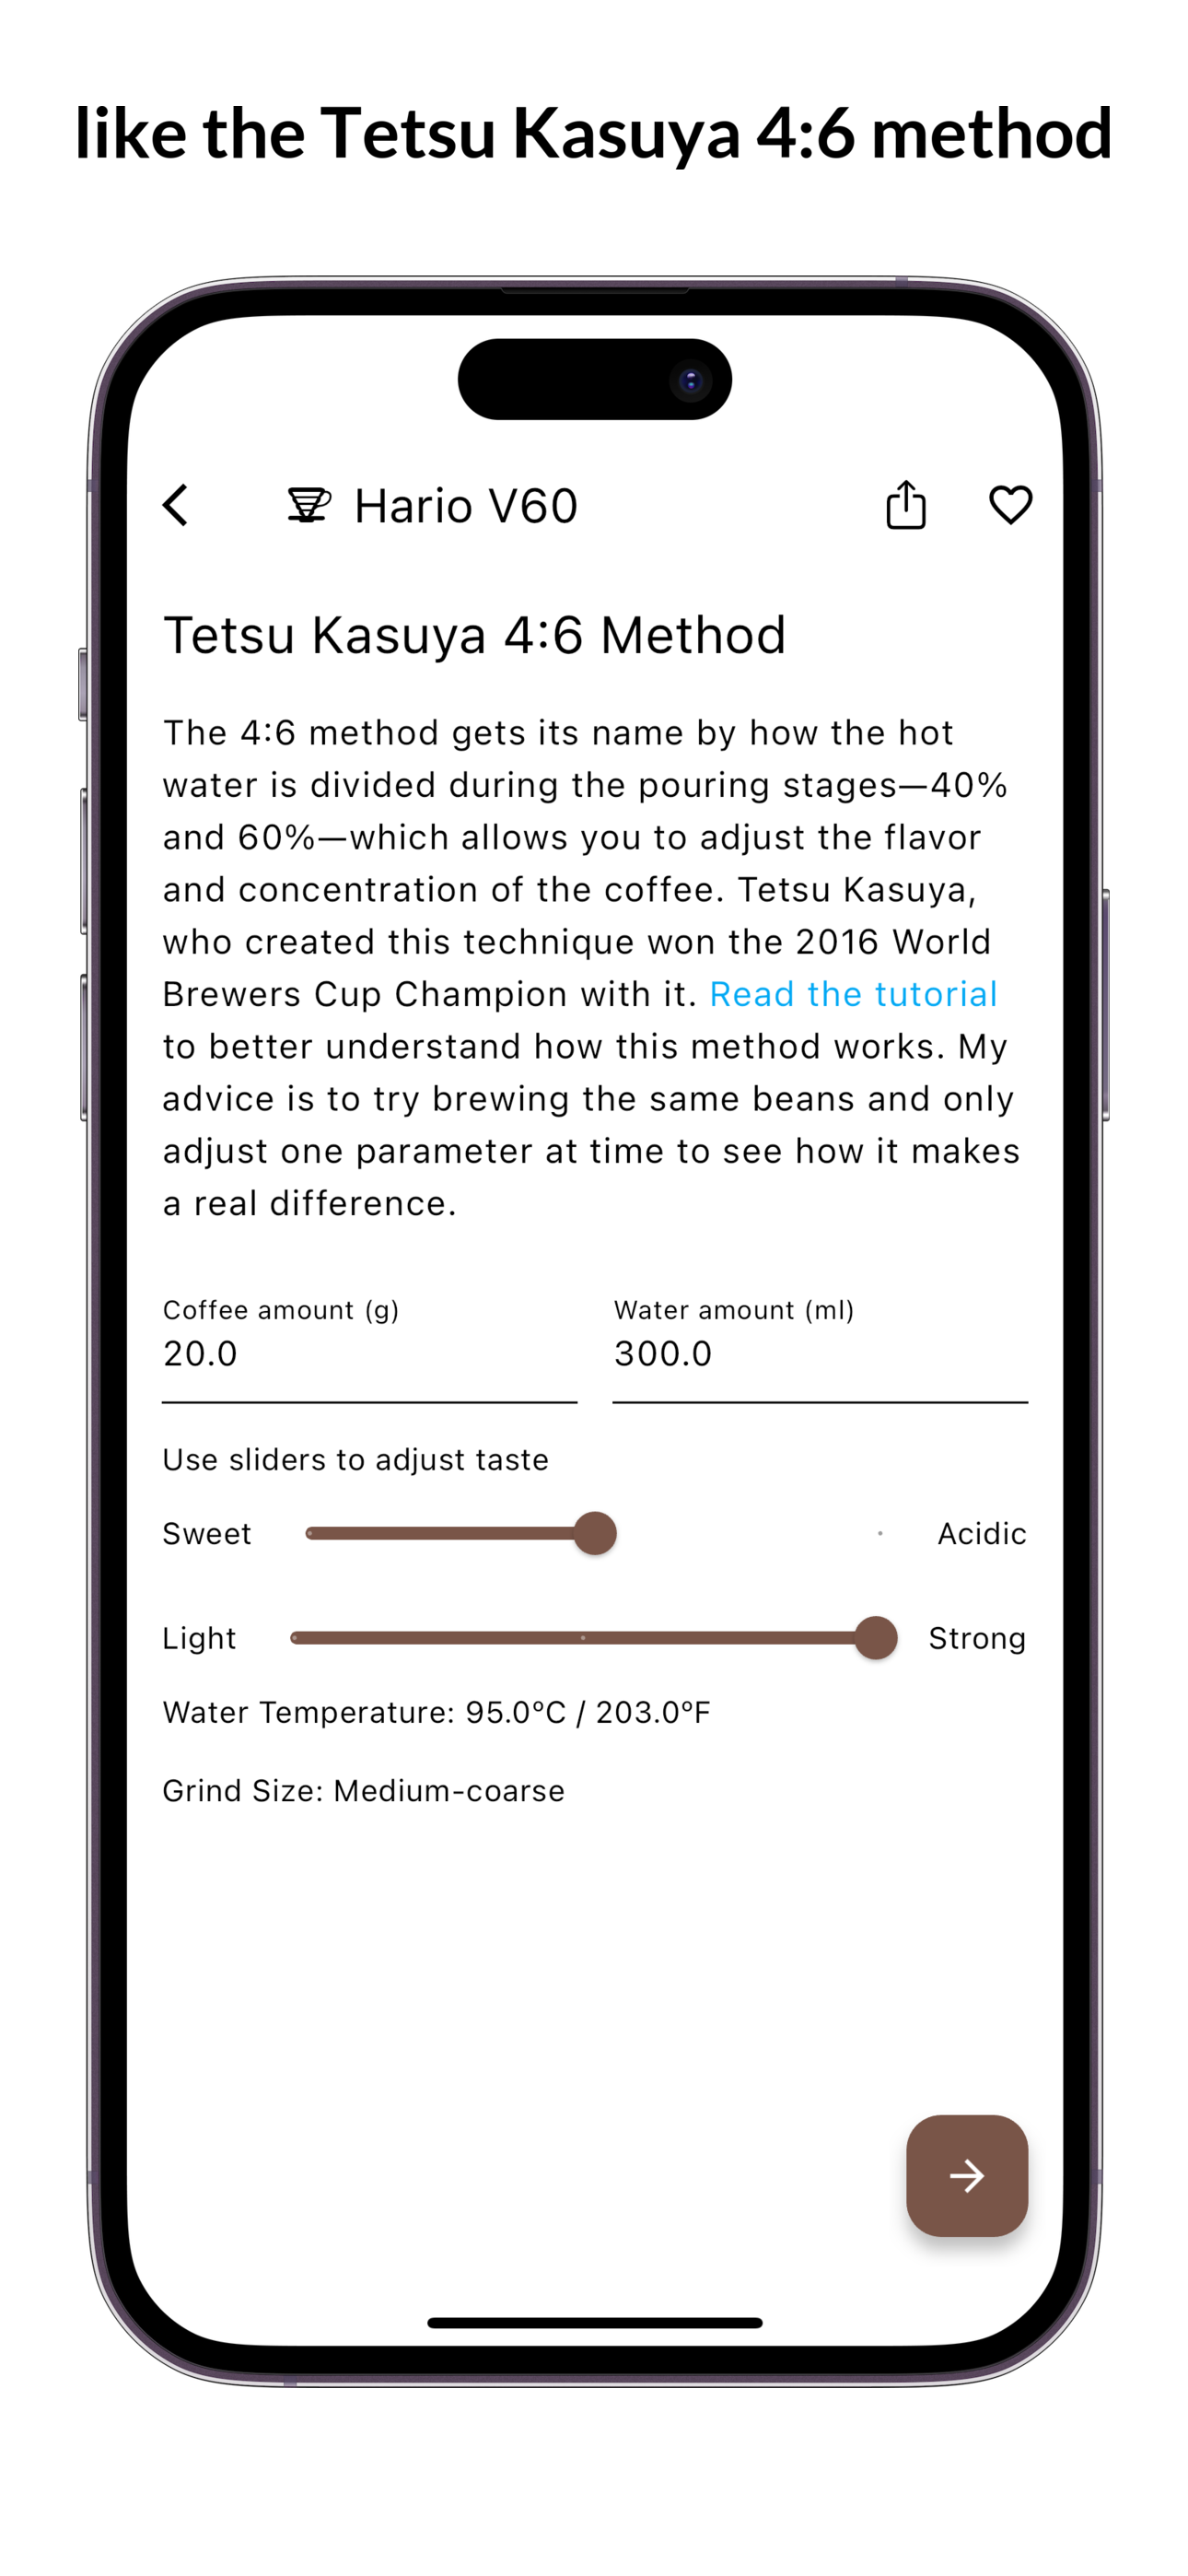 like the Tetsu Kasuya 4:6 method
Hario V60
Tetsu Kasuya 4:6 Method
The 4:6 method gets its name by how the hot
water is divided during the pouring stages—40%
and 60%—which allows you to adjust the flavor
and concentration of the coffee. Tetsu Kasuya,
who created this technique won the 2016 World
Brewers Cup Champion with it. Read the tutorial
to better understand how this method works. My
advice is to try brewing the same beans and only
adjust one parameter at time to see how it makes
a real difference.
Coffee amount (g) Water amount (ml)
20.0 300.0
Use sliders to adjust taste
Sweet Acidic
Light Strong
Water Temperature: 95.0ºC / 203.0ºF
Grind Size: Medium-coarse